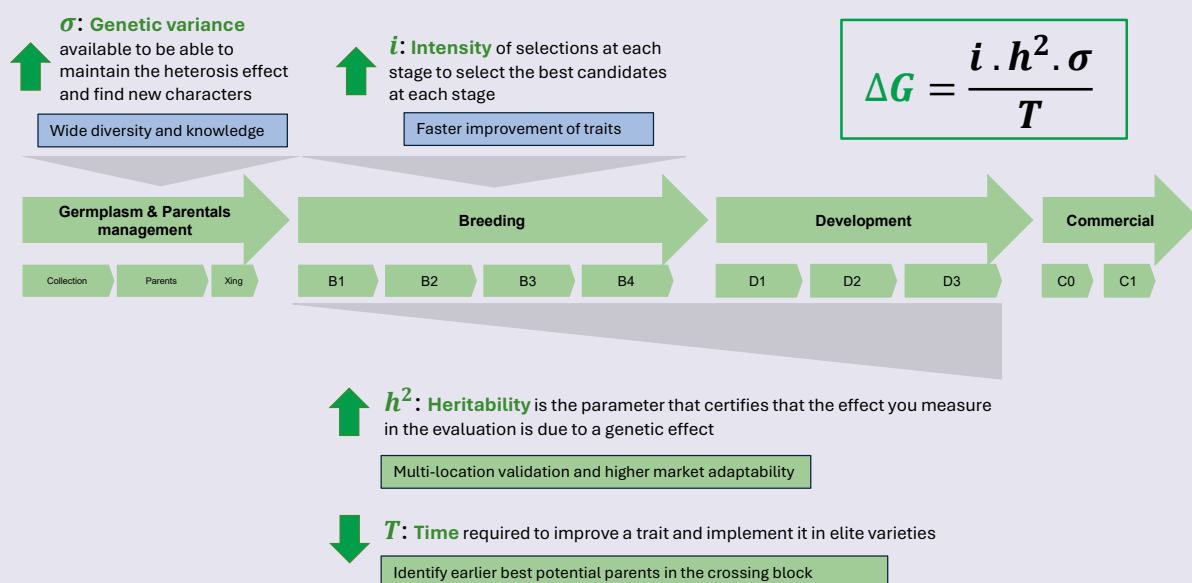 σ: Genetic variance
available to be able to
maintain the heterosis effect
and find new characters
Wide diversity and knowledge
i: Intensity of selections at each
stage to select the best candidates
at each stage
Faster improvement of traits
ΔG = i . h². σ / T
Germplasm & Parentals
management
Breeding
Development
Commercial
Collection
Parents
Xing
B1
B2
B3
B4
D1
D2
D3
C0
C1
h²: Heritability is the parameter that certifies that the effect you measure
in the evaluation is due to a genetic effect
Multi-location validation and higher market adaptability
T: Time required to improve a trait and implement it in elite varieties
Identify earlier best potential parents in the crossing block